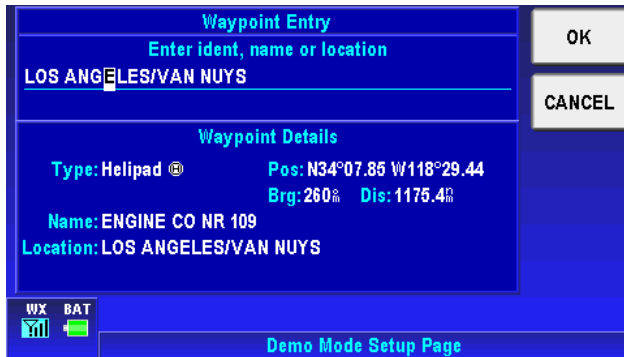 Waypoint Entry
Enter ident, name or location
LOS ANGELES/VAN NUYS
OK
CANCEL
Waypoint Details
Type: Helipad H
Pos: N34°07.85 W118°29.44
Brg: 260°m Dis: 1175.4nm
Name: ENGINE CO NR 109
Location: LOS ANGELES/VAN NUYS
WX BAT
Demo Mode Setup Page